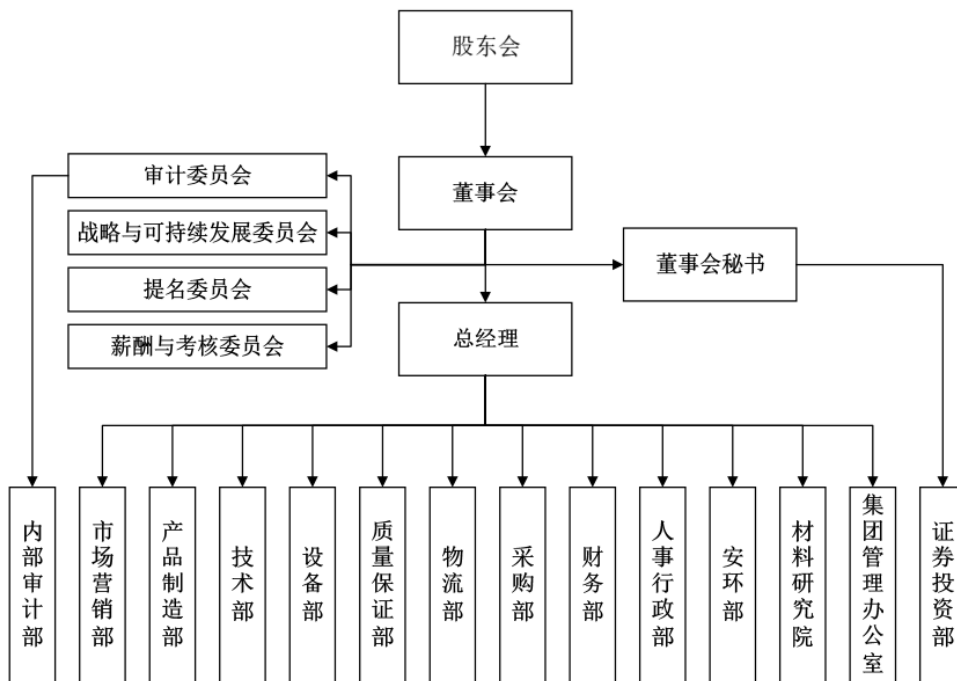 股东会
董事会
审计委员会
战略与可持续发展委员会
提名委员会
薪酬与考核委员会
董事会秘书
总经理
内部审计部
市场营销部
产品制造部
技术部
设备部
质量保证部
物流部
采购部
财务部
人事行政部
安环部
材料研究院
集团管理办公室
证券投资部